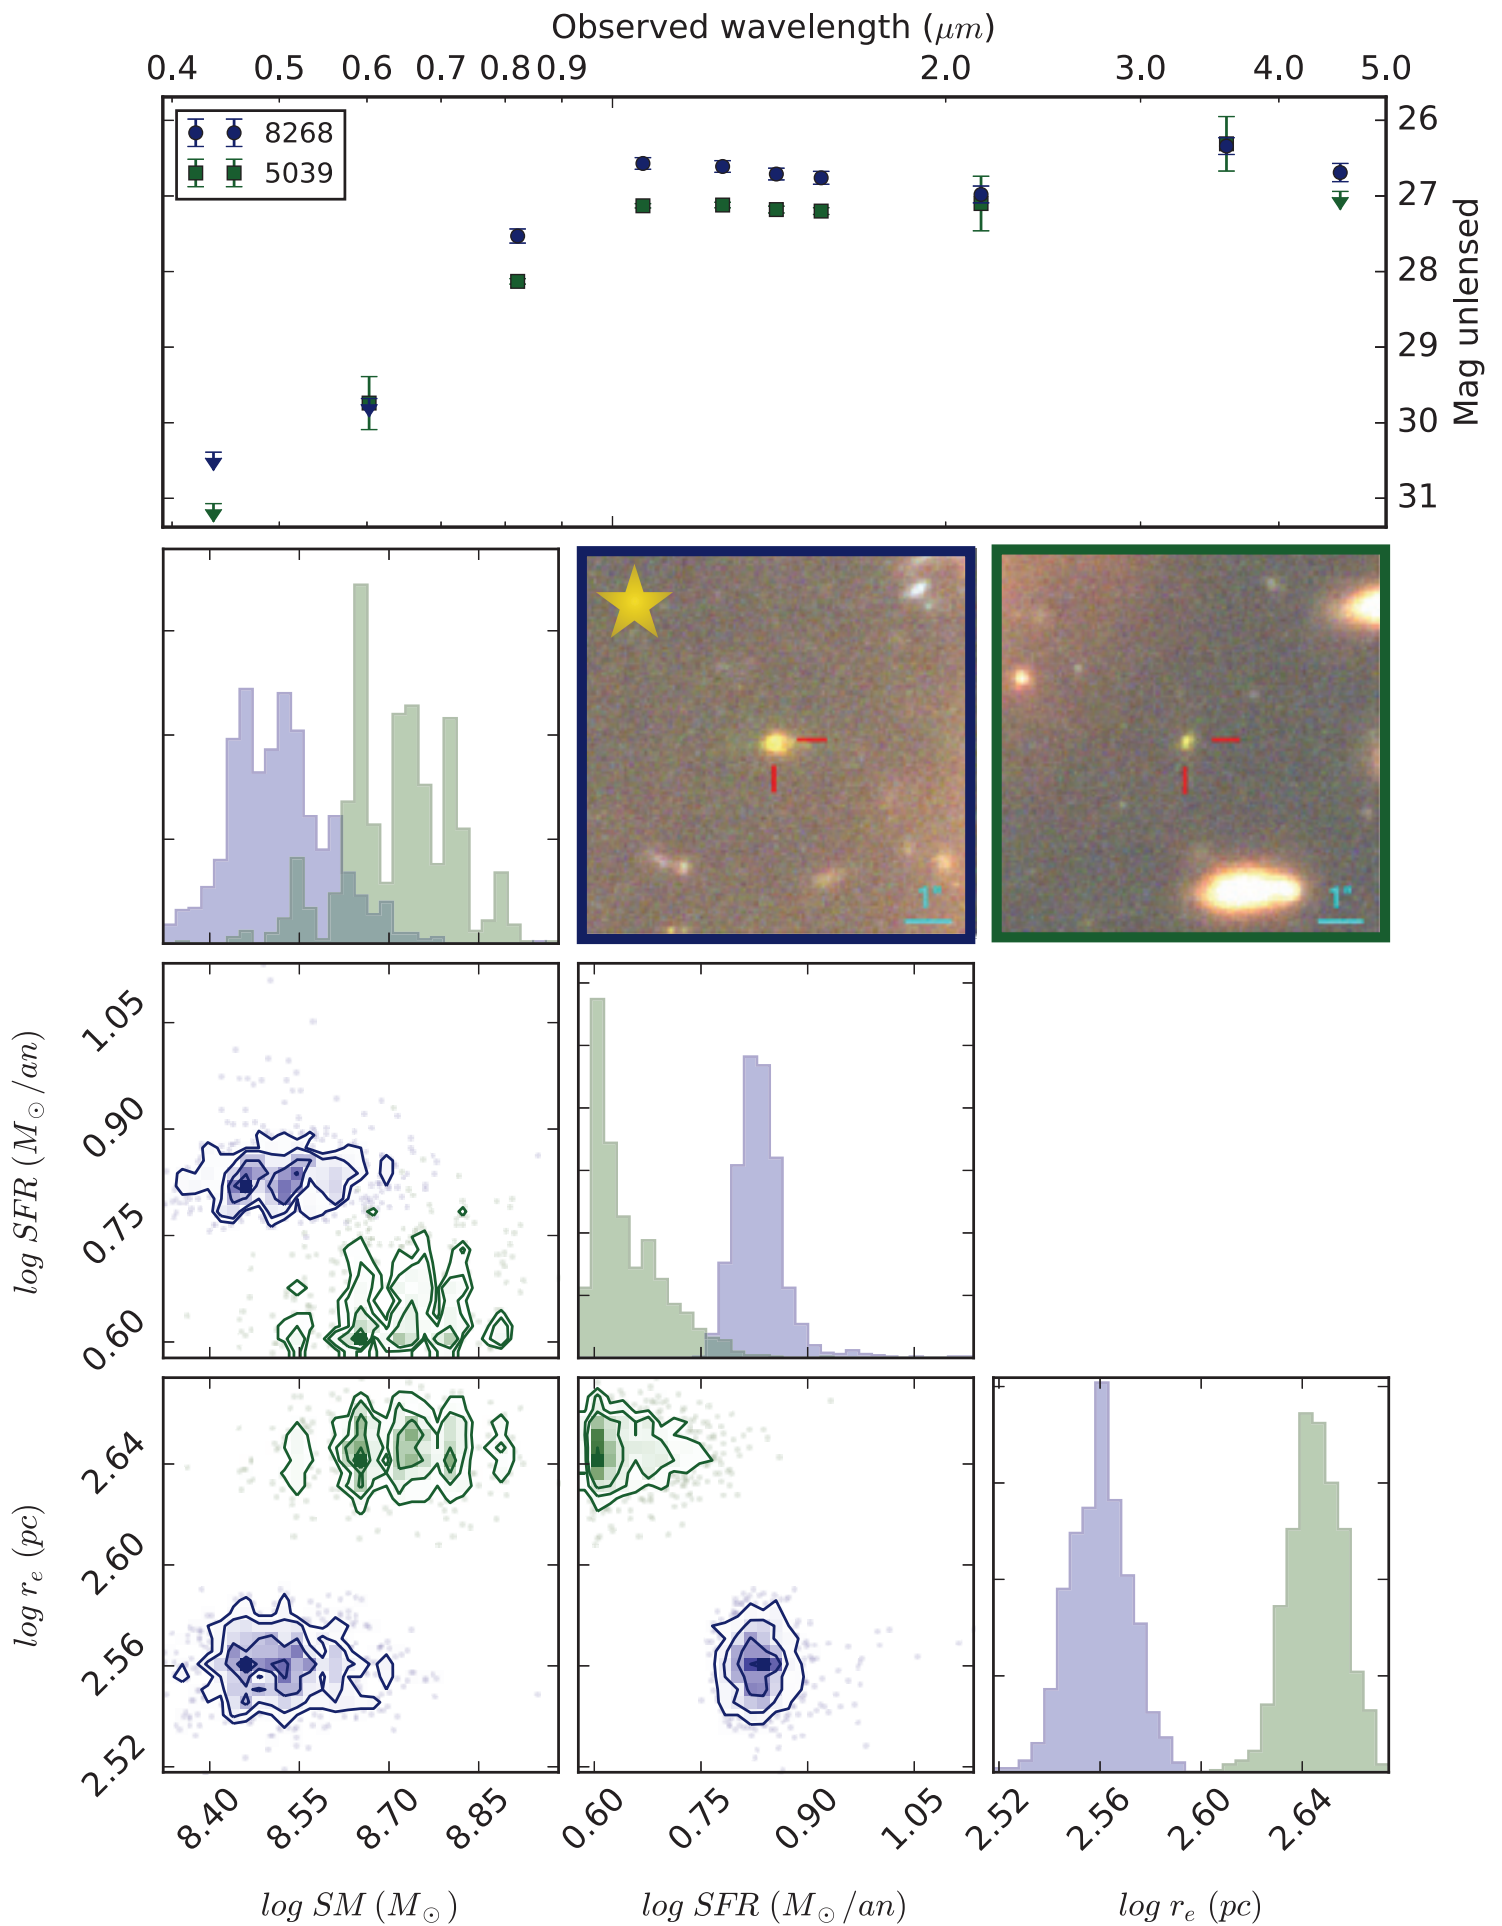 Observed wavelength (μm)
0.4 0.5 0.6 0.7 0.8 0.9 2.0 3.0 4.0 5.0
8268
5039
26
27
28
29
30
31
Mag unlensed
1"
1"
log SFR (M⊙/an)
1.05
0.90
0.75
0.60
log re (pc)
2.64
2.60
2.56
2.52
8.40 8.55 8.70 8.85
0.60 0.75 0.90 1.05
2.52 2.56 2.60 2.64
log SM (M⊙)
log SFR (M⊙/an)
log re (pc)